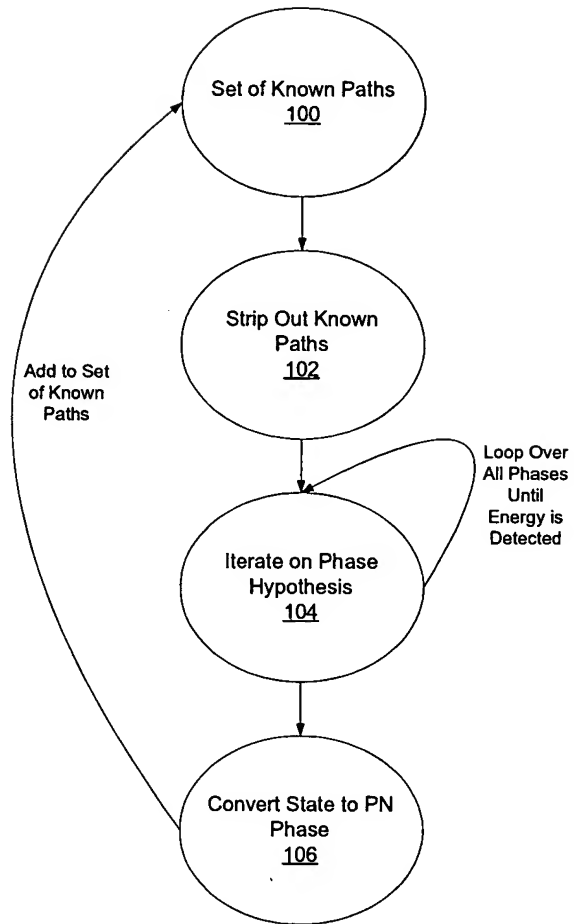 Set of Known Paths
100
Strip Out Known
Paths
102
Add to Set
of Known
Paths
Loop Over
All Phases
Until
Energy is
Detected
Iterate on Phase
Hypothesis
104
Convert State to PN
Phase
106